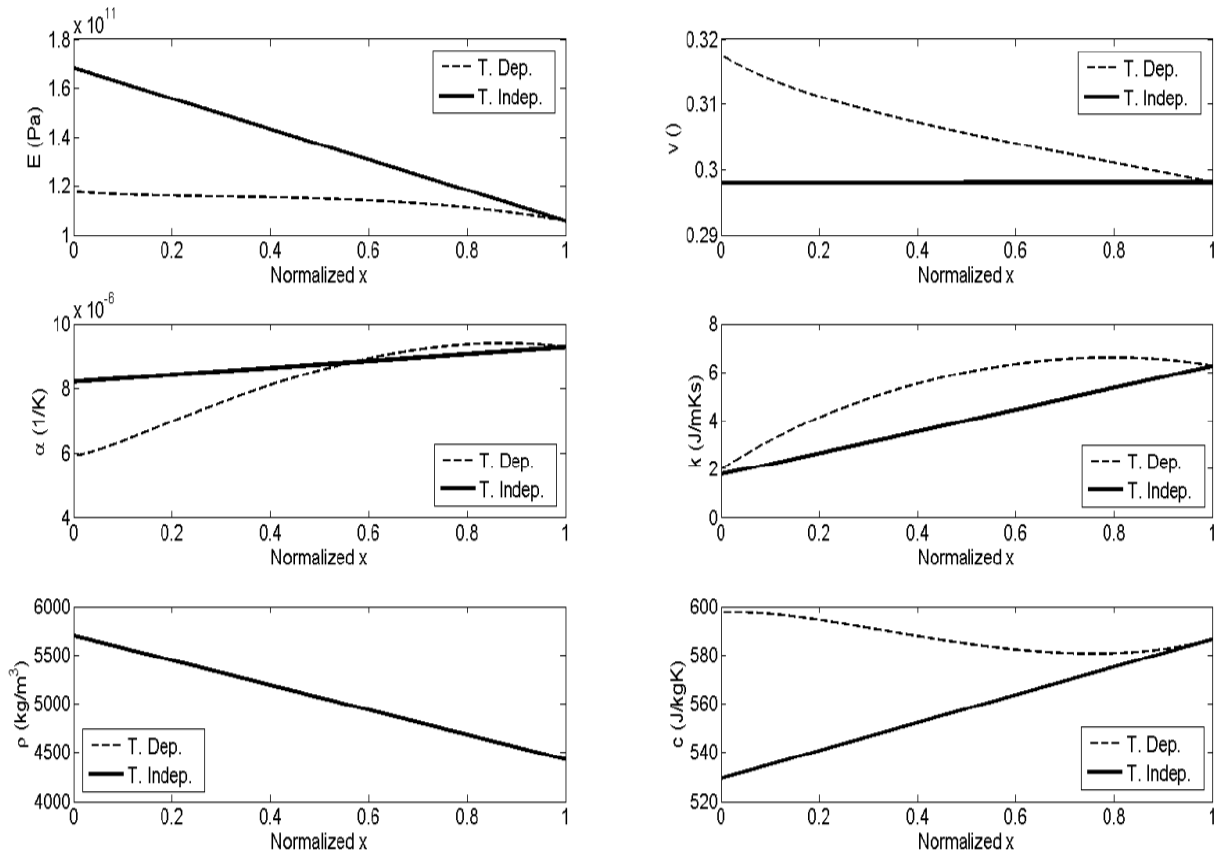 x 10^11
1.8
1.6
1.4
1.2
1
E (Pa)
0 0.2 0.4 0.6 0.8 1
Normalized x
T. Dep.
T. Indep.
0.32
0.31
0.3
0.29
ν ()
0 0.2 0.4 0.6 0.8 1
Normalized x
T. Dep.
T. Indep.
x 10^-6
10
8
6
4
α (1/K)
0 0.2 0.4 0.6 0.8 1
Normalized x
T. Dep.
T. Indep.
8
6
4
2
0
k (J/mKs)
0 0.2 0.4 0.6 0.8 1
Normalized x
T. Dep.
T. Indep.
6000
5500
5000
4500
4000
ρ (kg/m^3)
0 0.2 0.4 0.6 0.8 1
Normalized x
T. Dep.
T. Indep.
600
580
560
540
520
c (J/kgK)
0 0.2 0.4 0.6 0.8 1
Normalized x
T. Dep.
T. Indep.